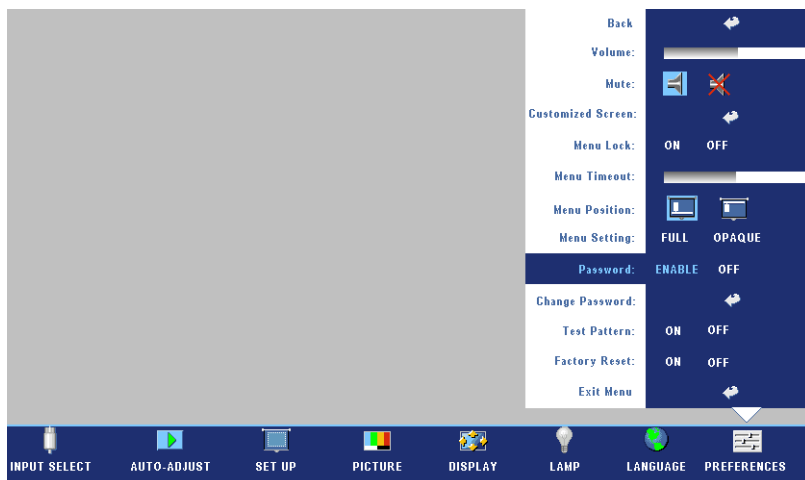 Back
Volume:
Mute:
Customized Screen:
Menu Lock: ON OFF
Menu Timeout:
Menu Position:
Menu Setting: FULL OPAQUE
Password: ENABLE OFF
Change Password:
Test Pattern: ON OFF
Factory Reset: ON OFF
Exit Menu
INPUT SELECT AUTO-ADJUST SET UP PICTURE DISPLAY LAMP LANGUAGE PREFERENCES